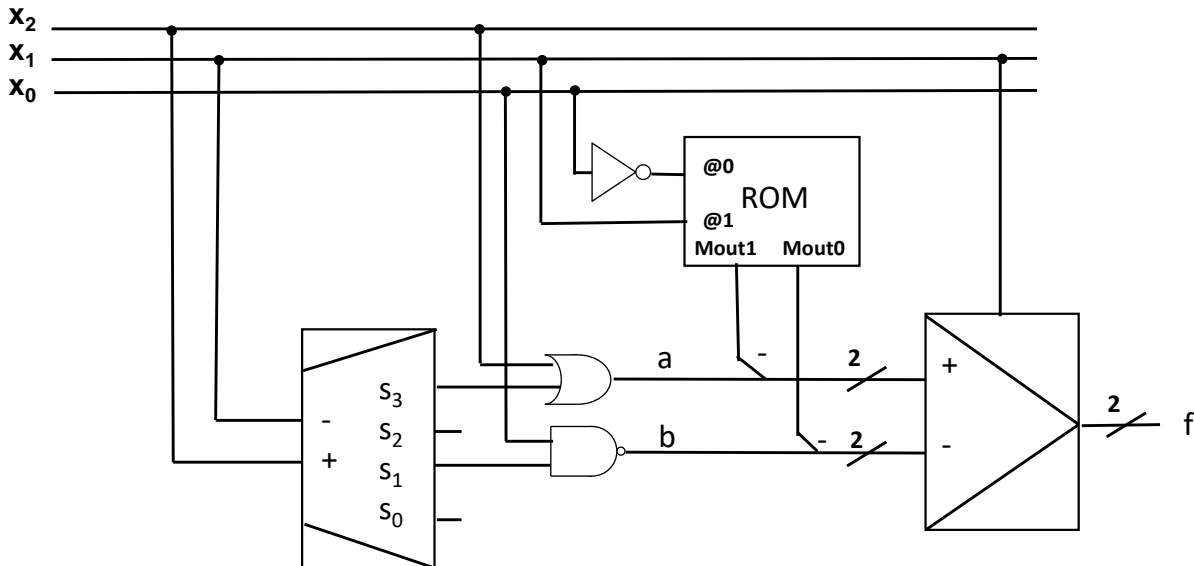 x₂
x₁
x₀
@0
ROM
@1
Mout1 Mout0
a
-
2
+
s₃
-
s₂
+
s₁
s₀
b
-
2
-
2
f